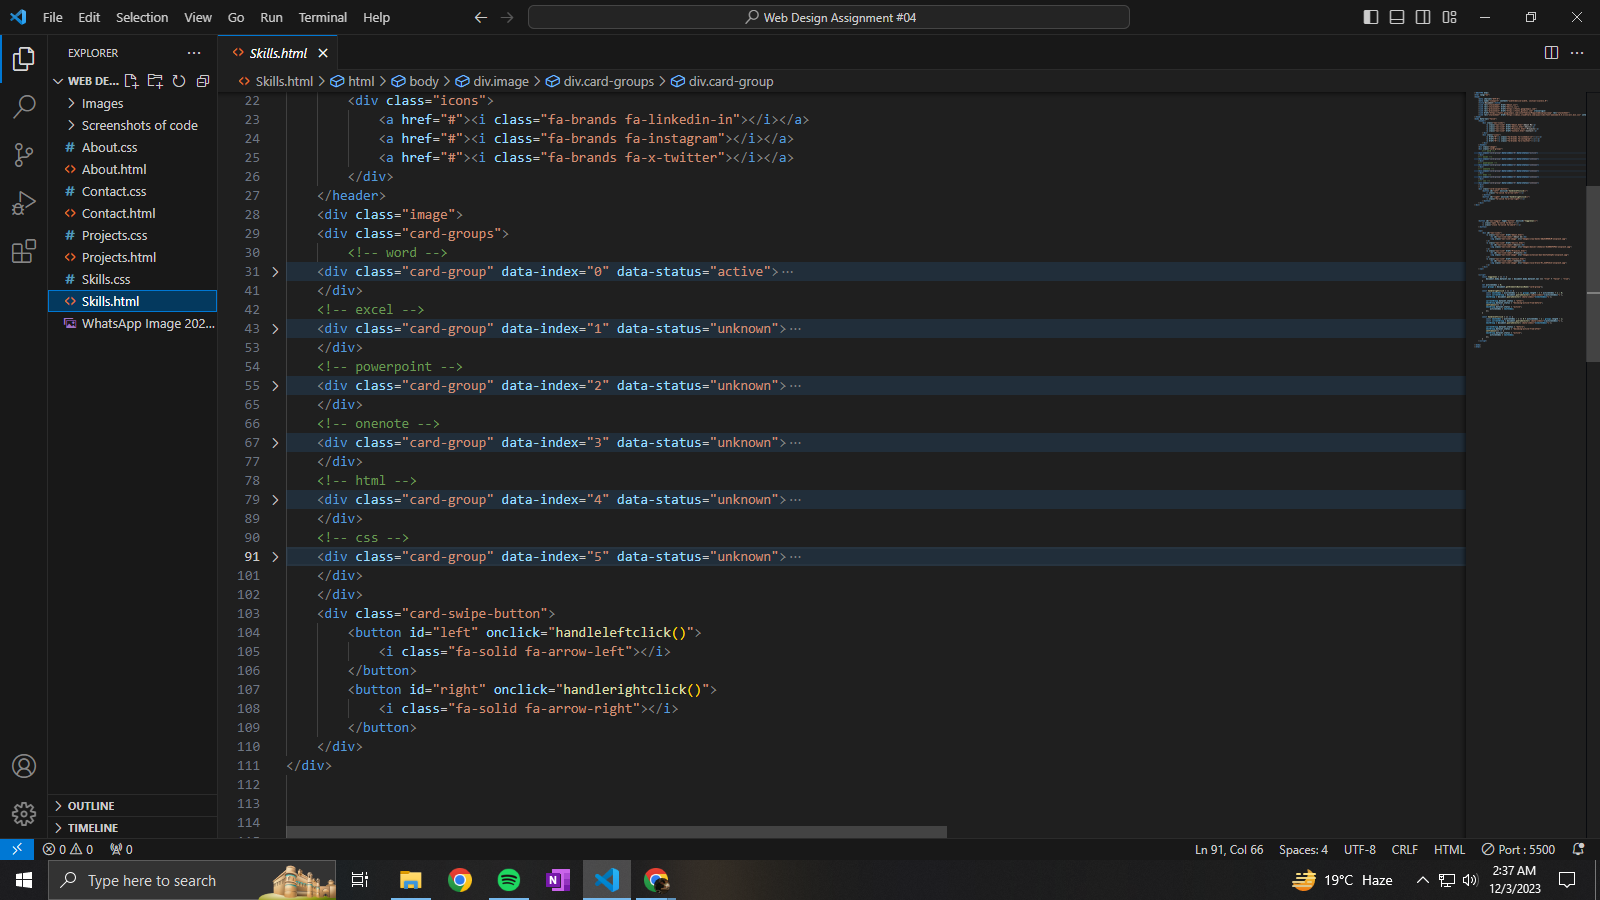 File Edit Selection View Go Run Terminal Help
Web Design Assignment #04
EXPLORER
WEB DE...
Images
Screenshots of code
About.css
About.html
Contact.css
Contact.html
Projects.css
Projects.html
Skills.css
Skills.html
WhatsApp Image 202...
OUTLINE
TIMELINE
Skills.html
Skills.html > html > body > div.image > div.card-groups > div.card-group
22 <div class="icons">
23 <a href="#"><i class="fa-brands fa-linkedin-in"></i></a>
24 <a href="#"><i class="fa-brands fa-instagram"></i></a>
25 <a href="#"><i class="fa-brands fa-x-twitter"></i></a>
26 </div>
27 </header>
28 <div class="image">
29 <div class="card-groups">
30 <!-- word -->
31 <div class="card-group" data-index="0" data-status="active">···
41 </div>
42 <!-- excel -->
43 <div class="card-group" data-index="1" data-status="unknown">···
53 </div>
54 <!-- powerpoint -->
55 <div class="card-group" data-index="2" data-status="unknown">···
65 </div>
66 <!-- onenote -->
67 <div class="card-group" data-index="3" data-status="unknown">···
77 </div>
78 <!-- html -->
79 <div class="card-group" data-index="4" data-status="unknown">···
89 </div>
90 <!-- css -->
91 <div class="card-group" data-index="5" data-status="unknown">···
101 </div>
102 </div>
103 <div class="card-swipe-button">
104 <button id="left" onclick="handleleftclick()">
105 <i class="fa-solid fa-arrow-left"></i>
106 </button>
107 <button id="right" onclick="handlerightclick()">
108 <i class="fa-solid fa-arrow-right"></i>
109 </button>
110 </div>
111 </div>
112
113
114
0 0 0
Ln 91, Col 66 Spaces: 4 UTF-8 CRLF HTML Port : 5500
Type here to search
19°C Haze
2:37 AM
12/3/2023